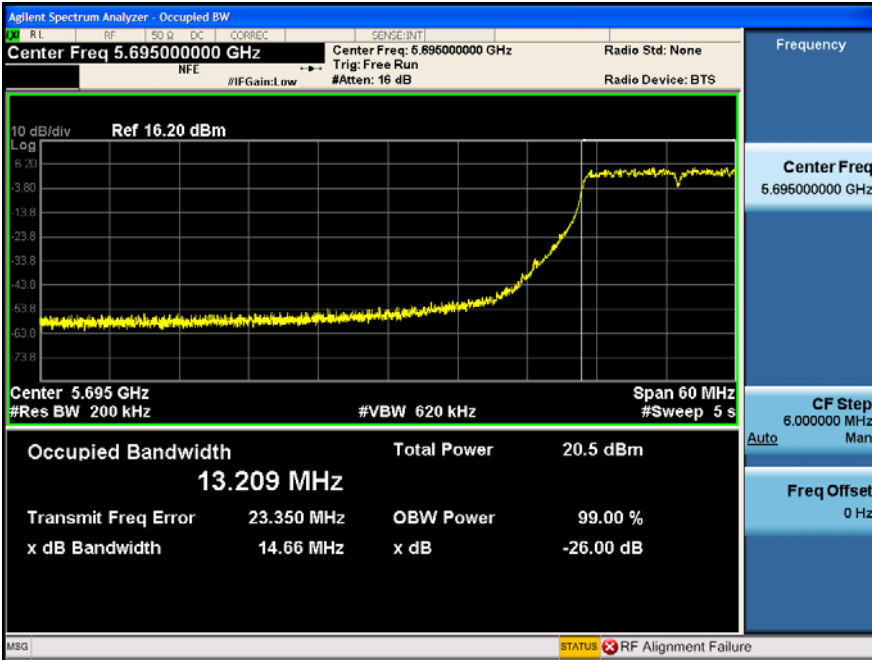 Agilent Spectrum Analyzer - Occupied BW
RL RF 50 Ω DC CORREC SENSE:INT
Center Freq 5.695000000 GHz
NFE
#IFGain:Low
Center Freq: 5.695000000 GHz
Trig: Free Run
#Atten: 16 dB
Radio Std: None
Radio Device: BTS
10 dB/div Ref 16.20 dBm
Log
6.20
-3.80
-13.8
-23.8
-33.8
-43.8
-53.8
-63.8
-73.8
Center 5.695 GHz Span 60 MHz
#Res BW 200 kHz #VBW 620 kHz #Sweep 5 s
Occupied Bandwidth Total Power 20.5 dBm
13.209 MHz
Transmit Freq Error 23.350 MHz OBW Power 99.00 %
x dB Bandwidth 14.66 MHz x dB -26.00 dB
Frequency
Center Freq
5.695000000 GHz
CF Step
6.000000 MHz
Auto Man
Freq Offset
0 Hz
MSG STATUS RF Alignment Failure